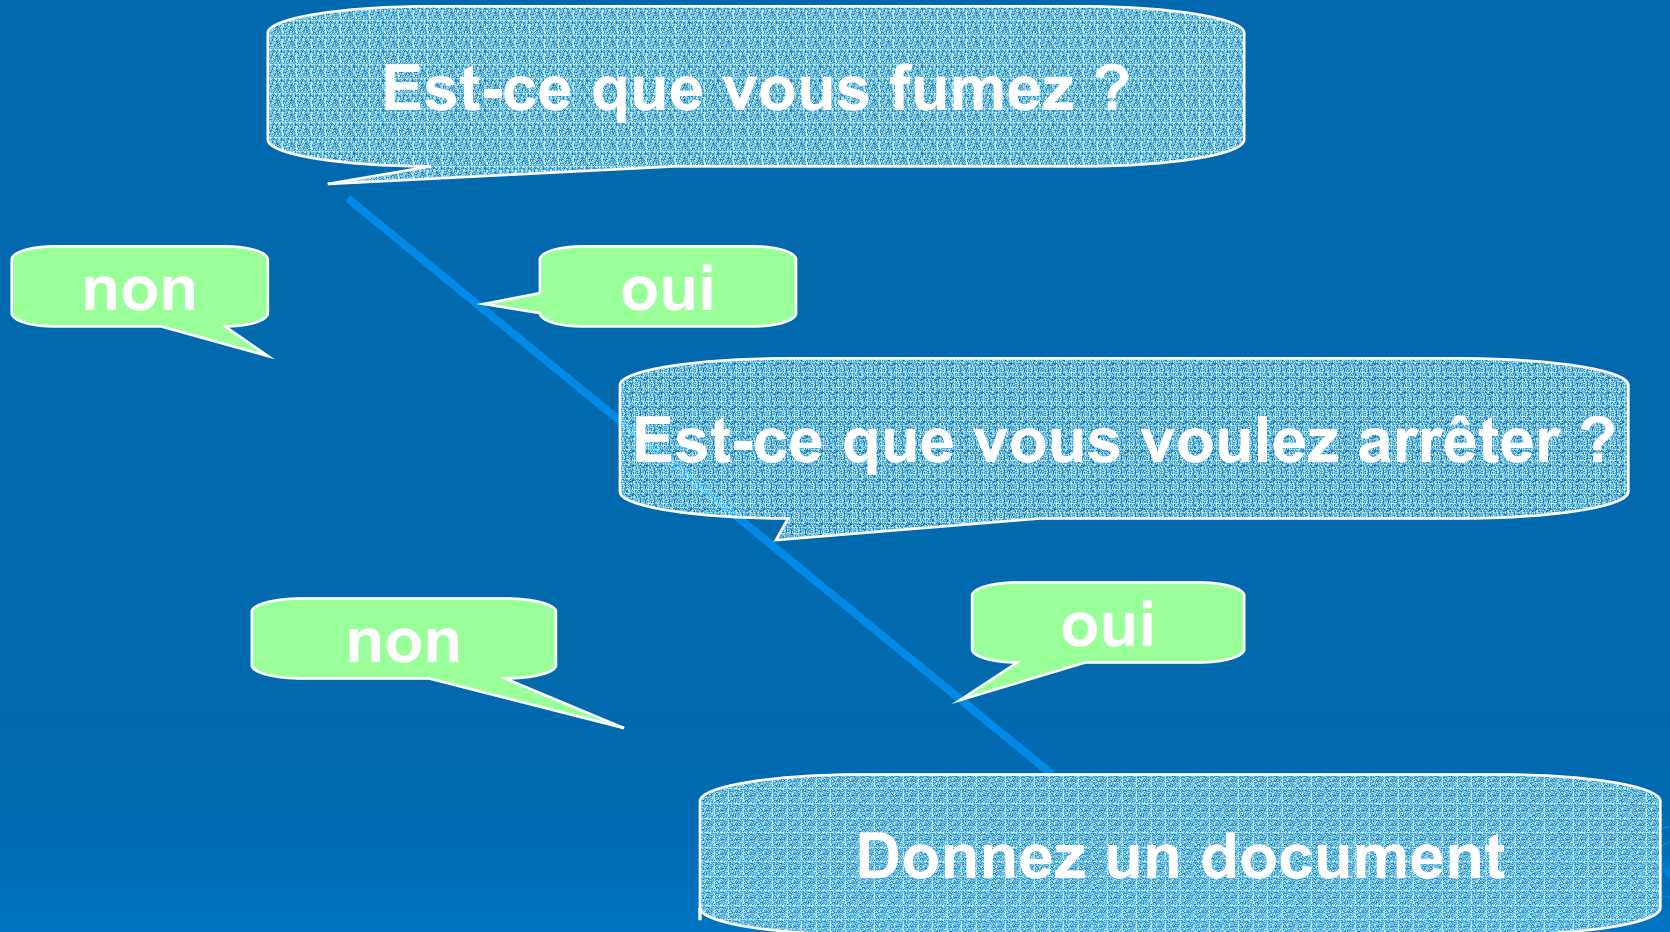 Est-ce que vous fumez ?
non
oui
Est-ce que vous voulez arrêter ?
non
oui
Donnez un document